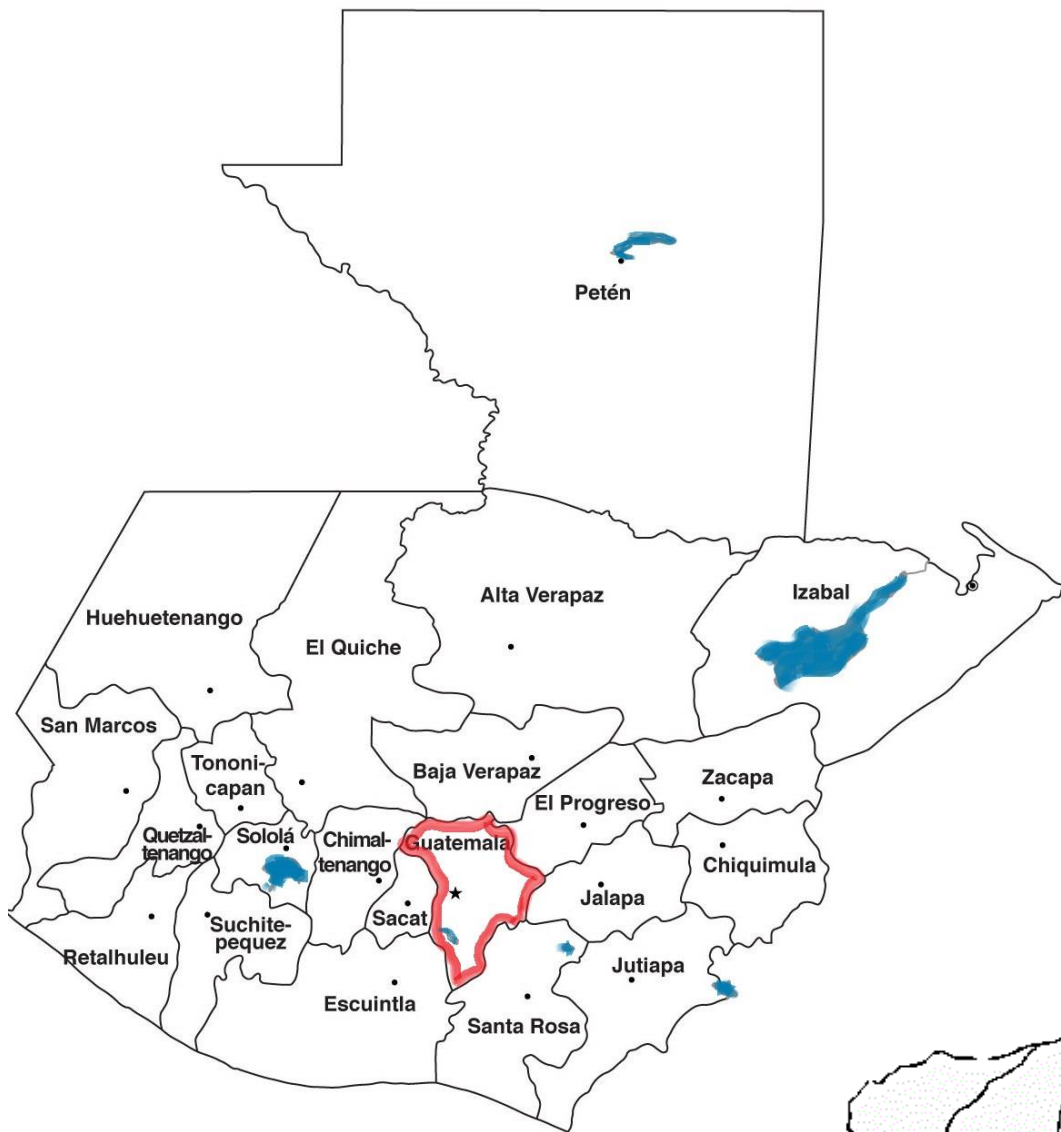 Petén
Alta Verapaz
Izabal
Huehuetenango
El Quiche
San Marcos
Tononi-
capan
Baja Verapaz
Zacapa
El Progreso
Quetzal-
tenango
Sololá
Chimal-
tenango
Guatemala
Chiquimula
Jalapa
Sacat
Suchite-
pequez
Retalhuleu
Jutiapa
Escuintla
Santa Rosa